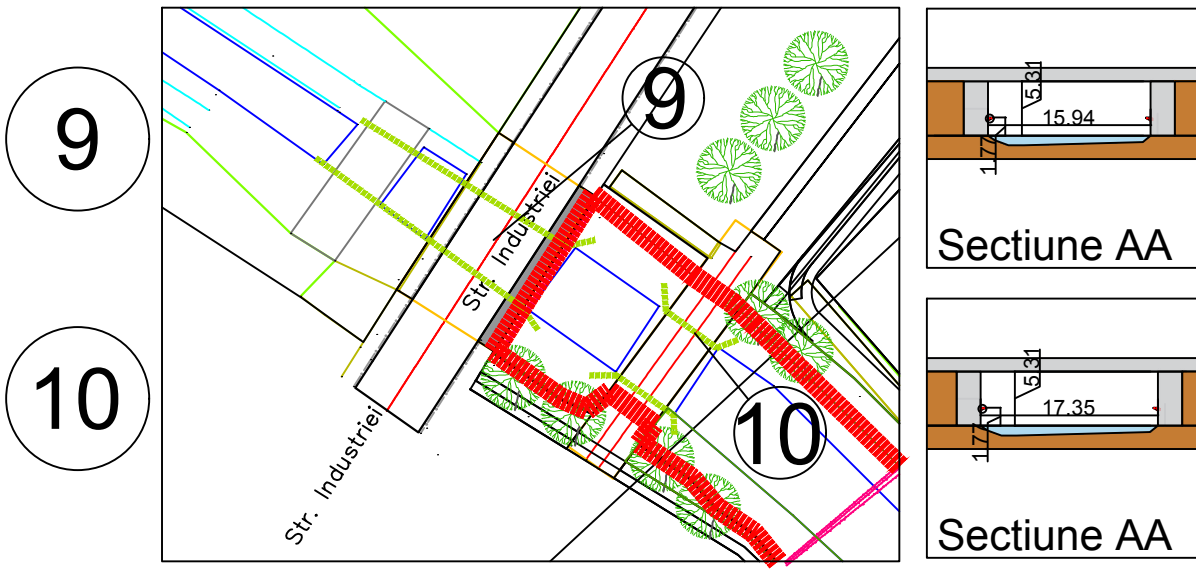 9
10
9
Str. Industriei
Str. Industriei
10
5.31
15.94
1.77
Sectiune AA
5.31
17.35
1.77
Sectiune AA